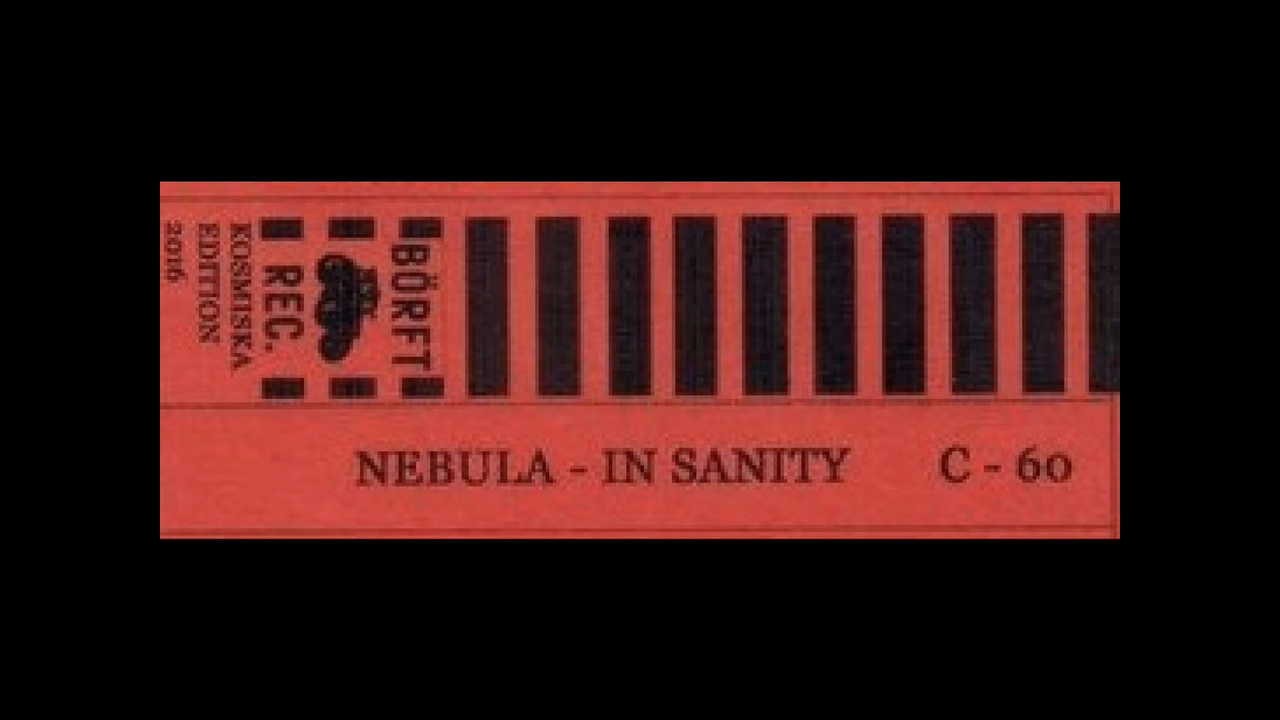 BÖRFT
REC.
KOSMISKA
EDITION
2016
NEBULA - IN SANITY
C - 60